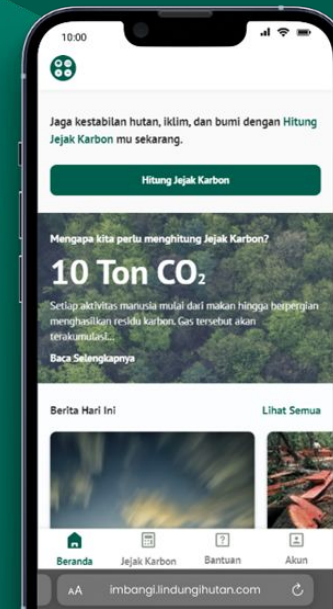 10:00
Jaga kestabilan hutan, iklim, dan bumi dengan Hitung
Jejak Karbon mu sekarang.
Hitung Jejak Karbon
Mengapa kita perlu menghitung Jejak Karbon?
10 Ton CO₂
Setiap aktivitas manusia mulai dari makan hingga berpergian
menghasilkan residu karbon. Gas tersebut akan
terakumulasi...
Baca Selengkapnya
Berita Hari Ini
Lihat Semua
Beranda
Jejak Karbon
Bantuan
Akun
AA
imbangi.lindungihutan.com